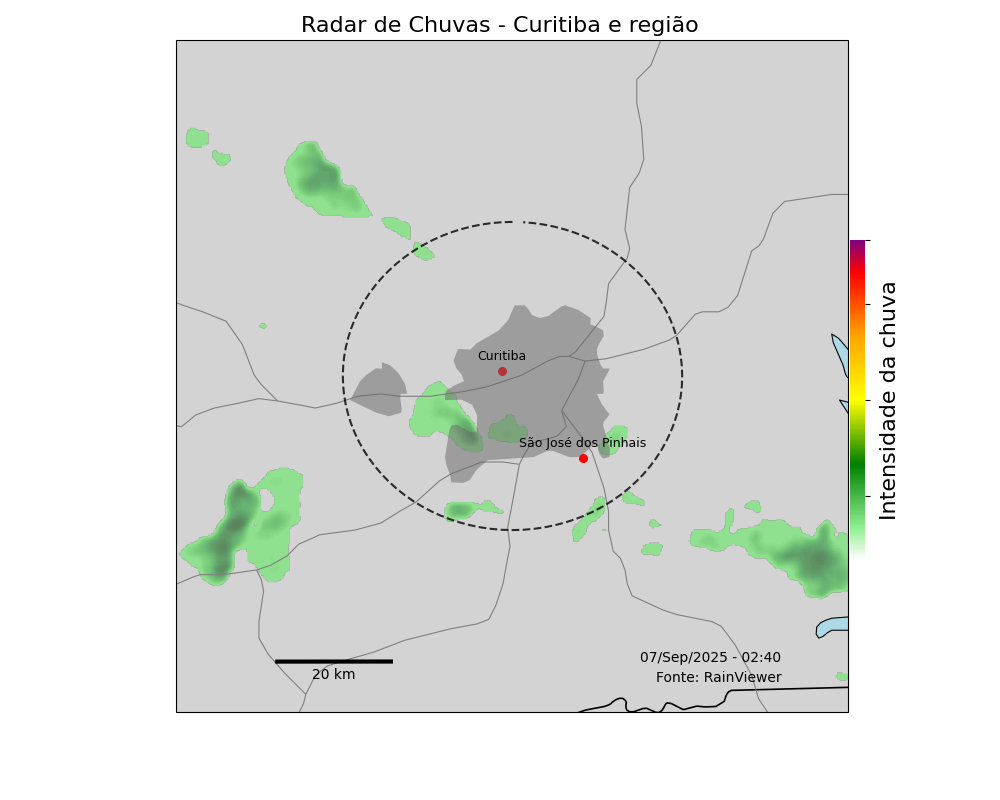 Radar de Chuvas - Curitiba e região
Curitiba
São José dos Pinhais
Intensidade da chuva
20 km
07/Sep/2025 - 02:40
Fonte: RainViewer